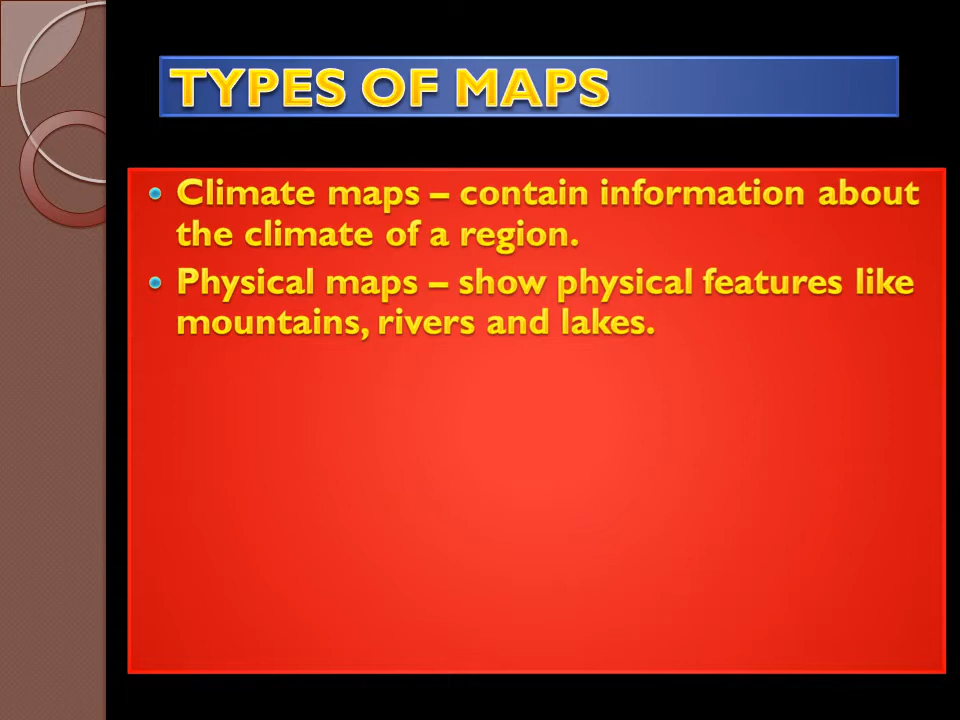 TYPES OF MAPS
• Climate maps – contain information about
the climate of a region.
• Physical maps – show physical features like
mountains, rivers and lakes.